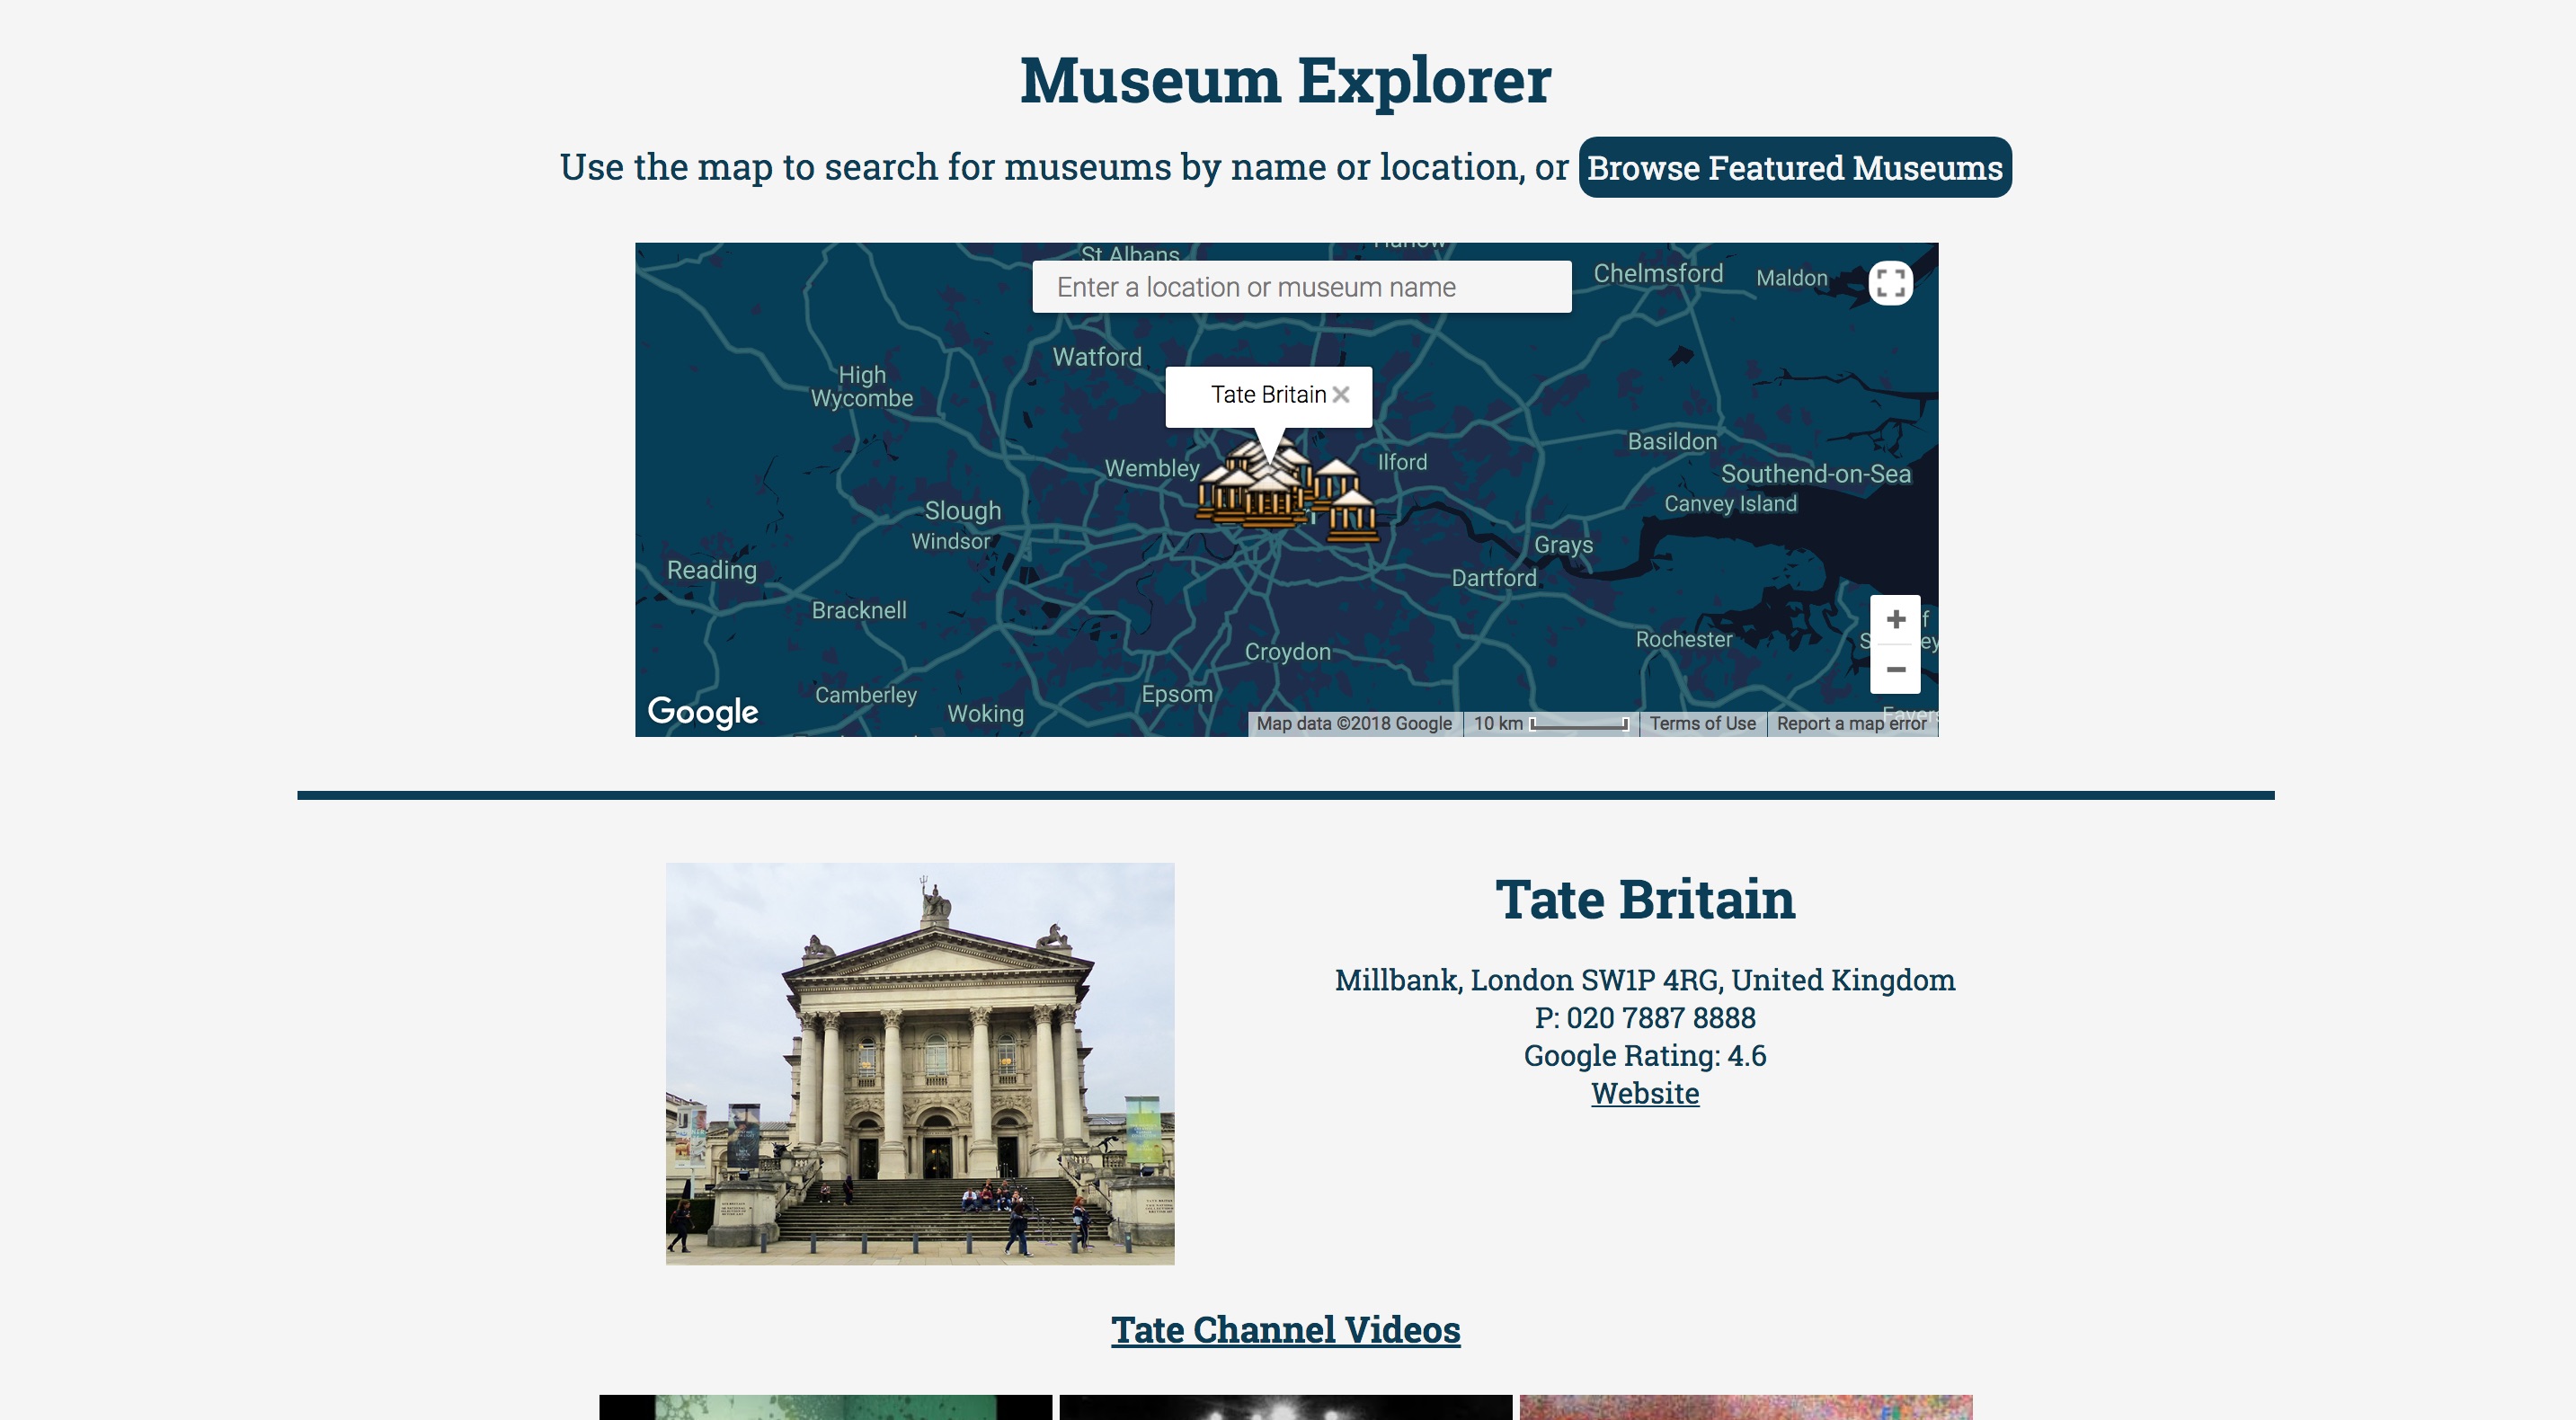 Museum Explorer
Use the map to search for museums by name or location, or Browse Featured Museums
St Albans
Enter a location or museum name
Chelmsford
Maldon
Watford
High
Wycombe
Tate Britain
Basildon
Wembley
Ilford
Southend-on-Sea
Canvey Island
Slough
Windsor
Grays
Reading
Dartford
Bracknell
Rochester
Croydon
Camberley
Epsom
Woking
Google
Map data ©2018 Google
10 km
Terms of Use
Report a map error
Tate Britain
Millbank, London SW1P 4RG, United Kingdom
P: 020 7887 8888
Google Rating: 4.6
Website
Tate Channel Videos